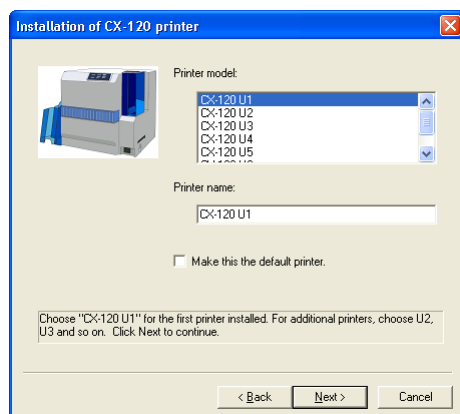 Installation of CX-120 printer
Printer model:
CX-120 U1
CX-120 U2
CX-120 U3
CX-120 U4
CX-120 U5
Printer name:
CX-120 U1
Make this the default printer.
Choose "CX-120 U1" for the first printer installed. For additional printers, choose U2,
U3 and so on. Click Next to continue.
< Back
Next >
Cancel